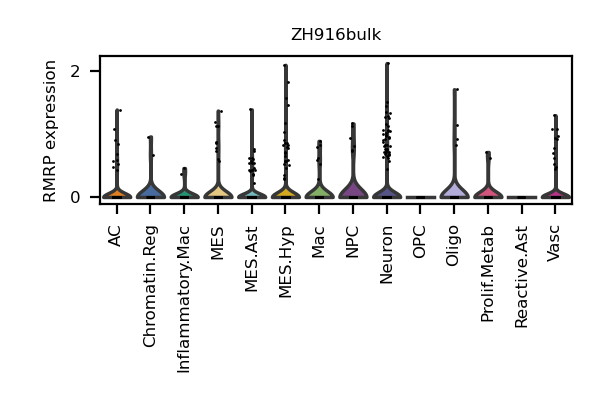 ZH916bulk
RMRP expression
2
0
AC
Chromatin.Reg
Inflammatory.Mac
MES
MES.Ast
MES.Hyp
Mac
NPC
Neuron
OPC
Oligo
Prolif.Metab
Reactive.Ast
Vasc